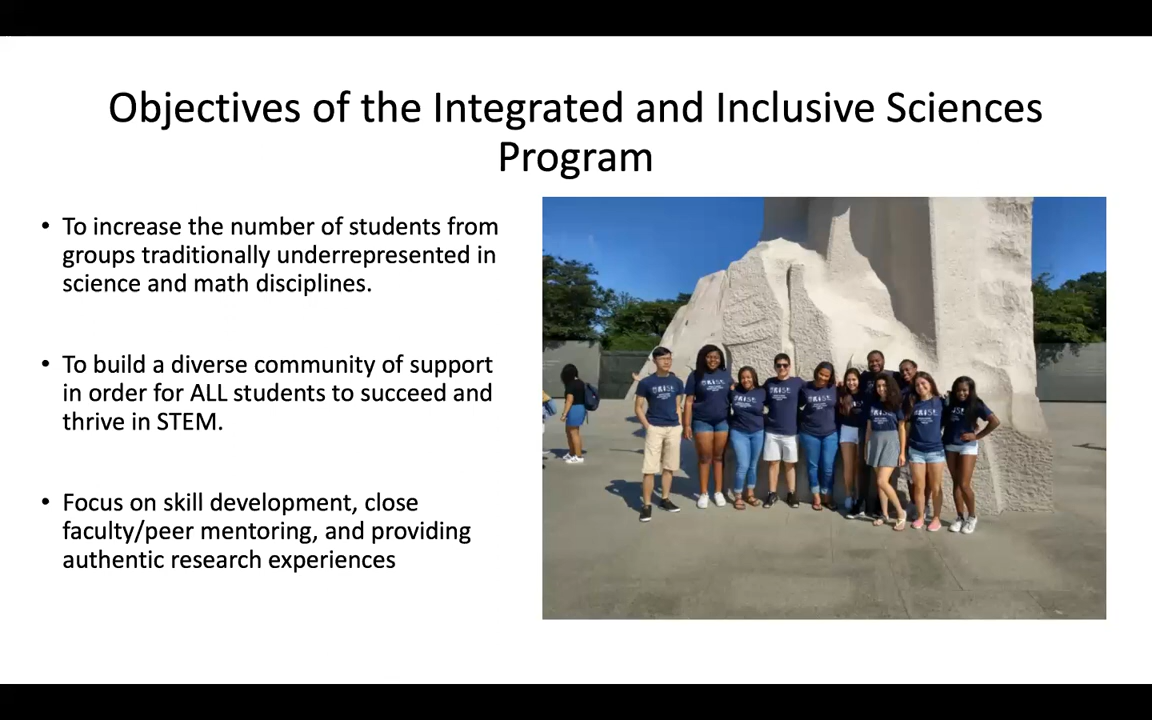 Objectives of the Integrated and Inclusive Sciences
Program
• To increase the number of students from
groups traditionally underrepresented in
science and math disciplines.
• To build a diverse community of support
in order for ALL students to succeed and
thrive in STEM.
• Focus on skill development, close
faculty/peer mentoring, and providing
authentic research experiences